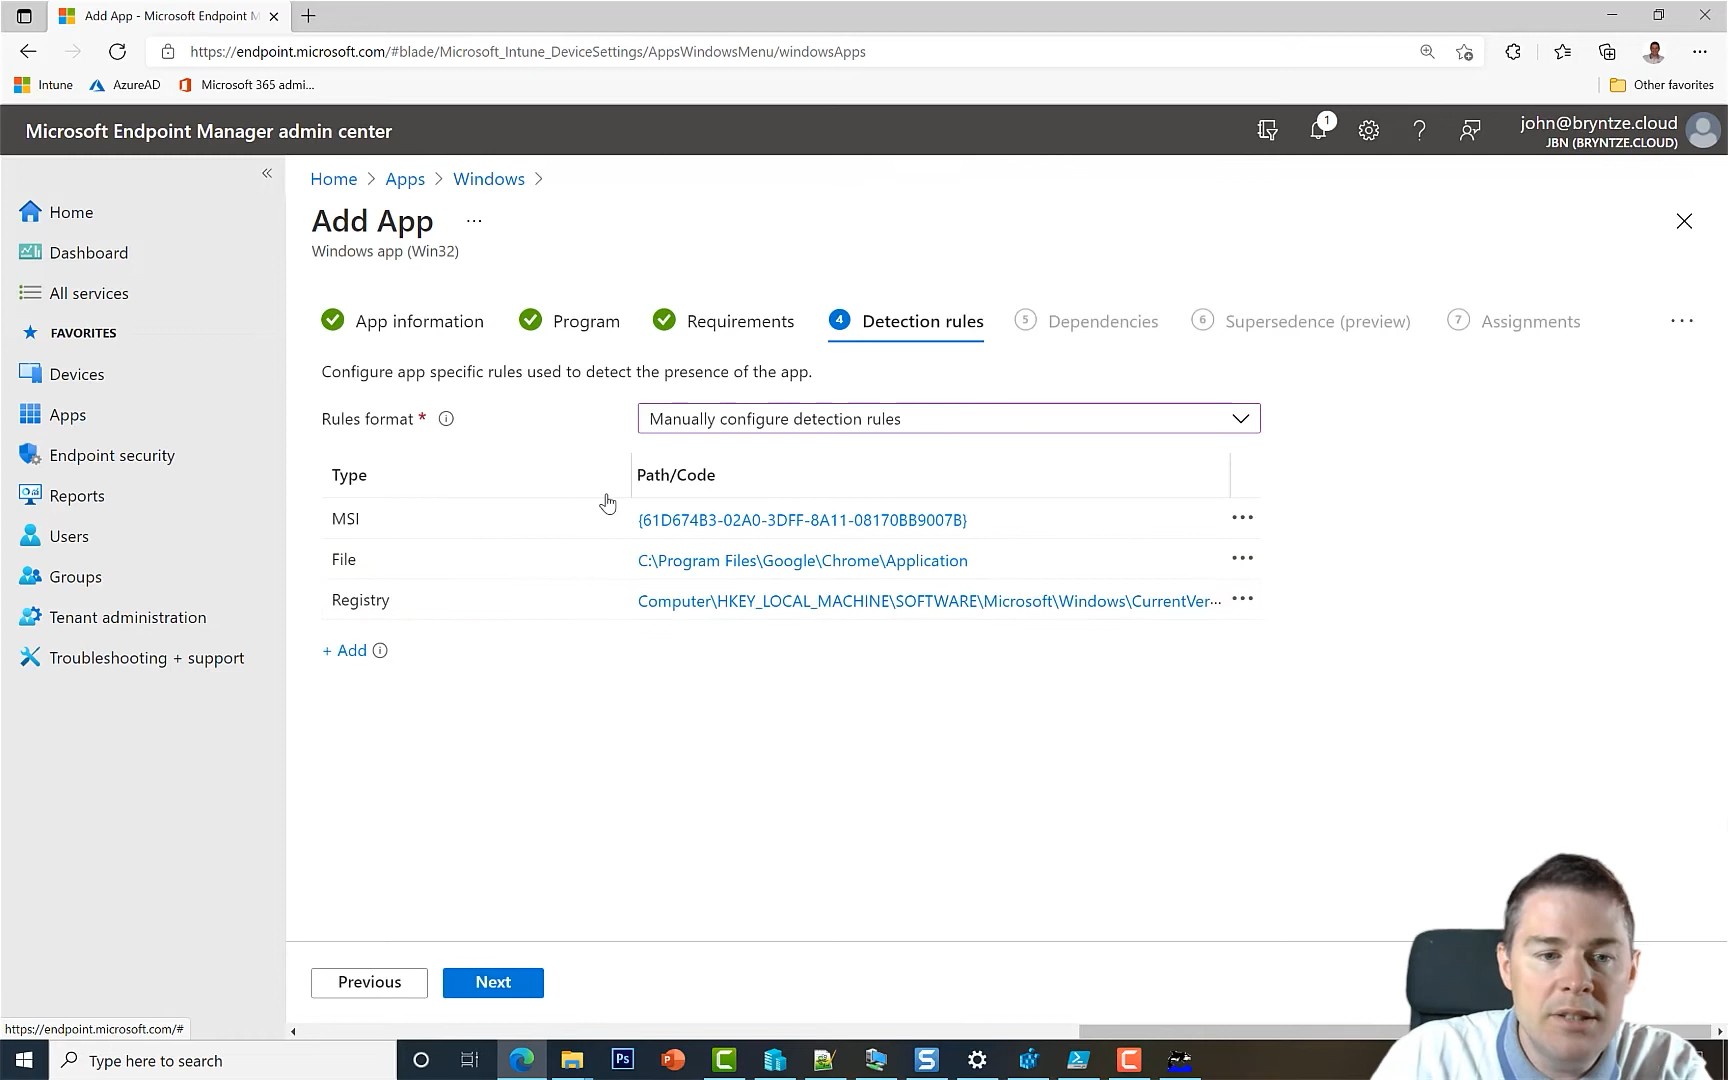 Add App - Microsoft Endpoint M
https://endpoint.microsoft.com/#blade/Microsoft_Intune_DeviceSettings/AppsWindowsMenu/windowsApps
Intune
AzureAD
Microsoft 365 admi...
Other favorites
Microsoft Endpoint Manager admin center
1
john@bryntze.cloud
JBN (BRYNTZE.CLOUD)
Home
Dashboard
All services
FAVORITES
Devices
Apps
Endpoint security
Reports
Users
Groups
Tenant administration
Troubleshooting + support
Home > Apps > Windows >
Add App ...
Windows app (Win32)
App information
Program
Requirements
4 Detection rules
5 Dependencies
6 Supersedence (preview)
7 Assignments
Configure app specific rules used to detect the presence of the app.
Rules format *
Manually configure detection rules
Type Path/Code
MSI {61D674B3-02A0-3DFF-8A11-08170BB9007B}
File C:\Program Files\Google\Chrome\Application
Registry Computer\HKEY_LOCAL_MACHINE\SOFTWARE\Microsoft\Windows\CurrentVer...
+ Add
Previous
Next
https://endpoint.microsoft.com/#
Type here to search
Ps